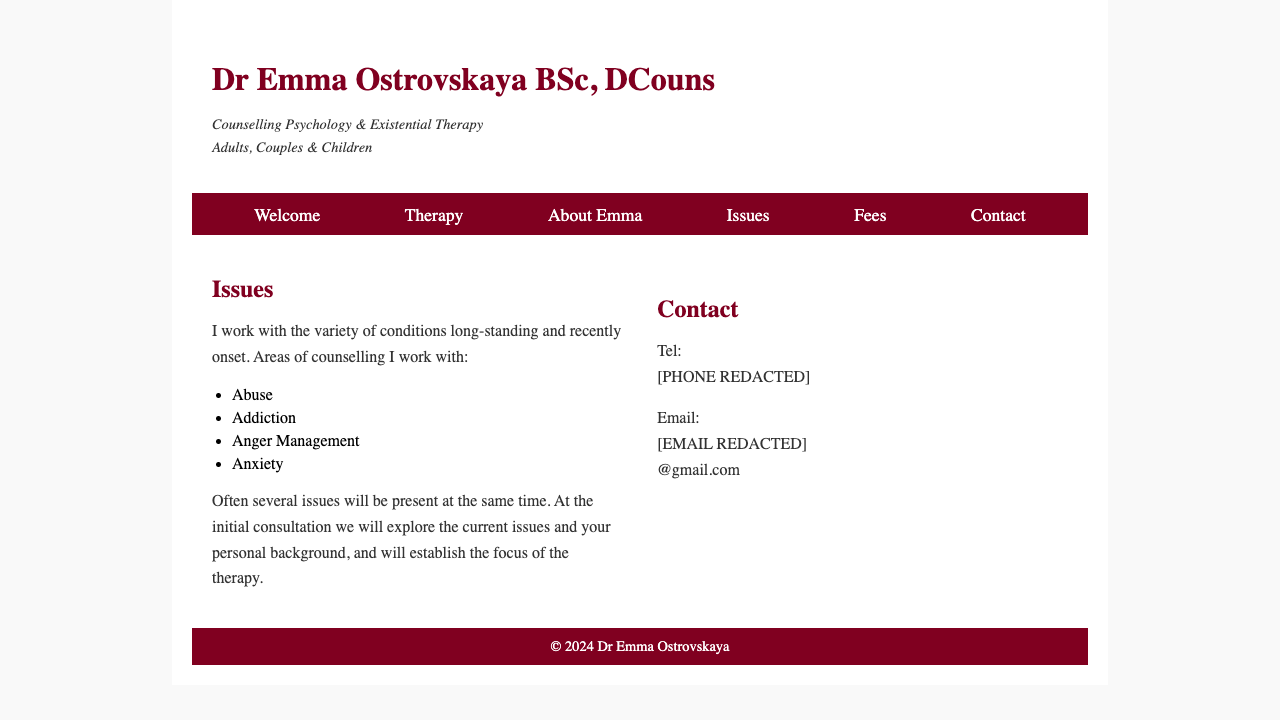 Dr Emma Ostrovskaya BSc, DCouns
Counselling Psychology & Existential Therapy
Adults, Couples & Children
Welcome
Therapy
About Emma
Issues
Fees
Contact
Issues
I work with the variety of conditions long-standing and recently
onset. Areas of counselling I work with:
• Abuse
• Addiction
• Anger Management
• Anxiety
Often several issues will be present at the same time. At the
initial consultation we will explore the current issues and your
personal background, and will establish the focus of the
therapy.
Contact
Tel:
[PHONE REDACTED]
Email:
[EMAIL REDACTED]
@gmail.com
© 2024 Dr Emma Ostrovskaya